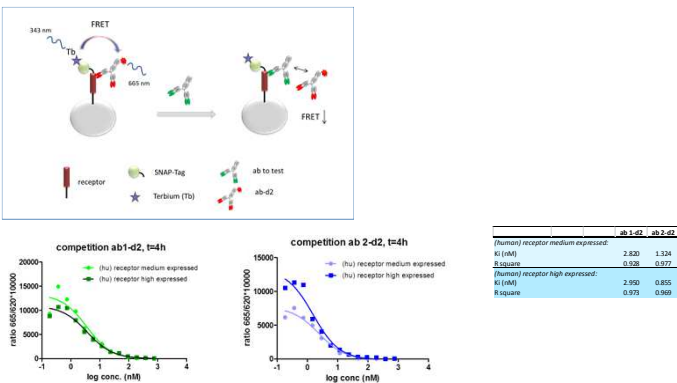 FRET
343 nm
Tb
665 nm
FRET
receptor
SNAP-Tag
Terbium (Tb)
ab to test
ab-d2
competition ab1-d2, t=4h
ratio 665/620*10000
20000
15000
10000
5000
0
-1 0 1 2 3 4
log conc. (nM)
(hu) receptor medium expressed
(hu) receptor high expressed
competition ab 2-d2, t=4h
ratio 665/620*10000
15000
10000
5000
0
-1 0 1 2 3 4
log conc. (nM)
(hu) receptor medium expressed
(hu) receptor high expressed
ab 1-d2 ab 2-d2
(human) receptor medium expressed:
Ki (nM) 2.820 1.324
R square 0.928 0.977
(human) receptor high expressed:
Ki (nM) 2.950 0.855
R square 0.973 0.969